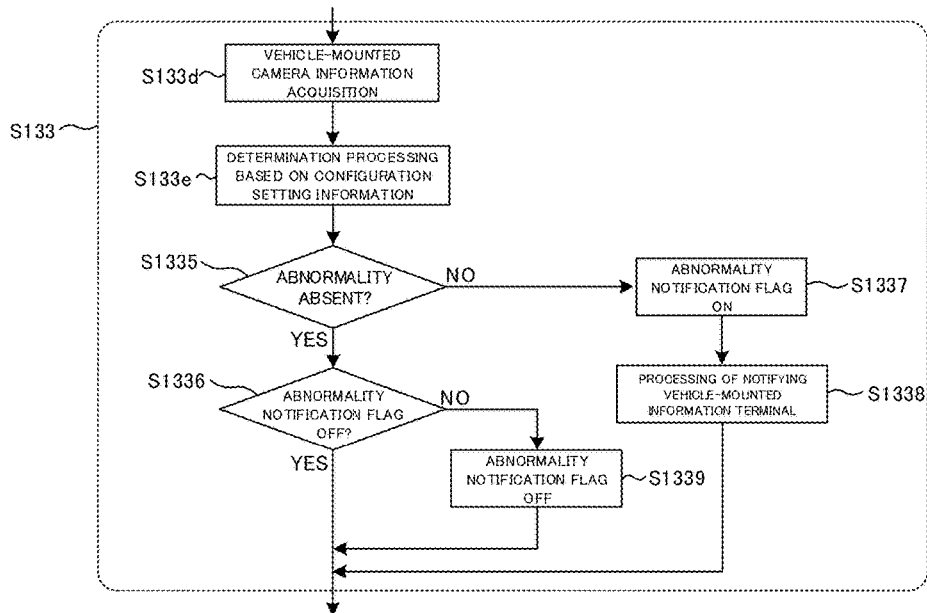 VEHICLE-MOUNTED
CAMERA INFORMATION
ACQUISITION
S133d
S133
DETERMINATION PROCESSING
BASED ON CONFIGURATION
SETTING INFORMATION
S133e
S1335
ABNORMALITY
ABSENT?
NO
YES
ABNORMALITY
NOTIFICATION FLAG
ON
S1337
S1336
ABNORMALITY
NOTIFICATION FLAG
OFF?
NO
YES
PROCESSING OF NOTIFYING
VEHICLE-MOUNTED
INFORMATION TERMINAL
S1338
ABNORMALITY
NOTIFICATION FLAG
OFF
S1339